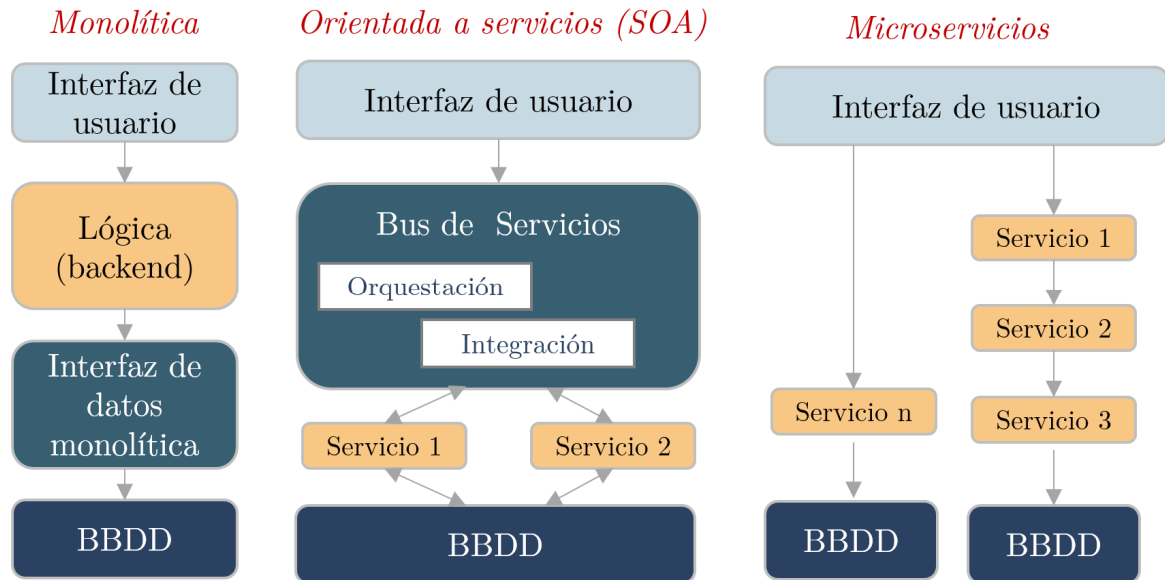 Monolítica
Interfaz de
usuario
Lógica
(backend)
Interfaz de
datos
monolítica
BBDD
Orientada a servicios (SOA)
Interfaz de usuario
Bus de Servicios
Orquestación
Integración
Servicio 1
Servicio 2
BBDD
Microservicios
Interfaz de usuario
Servicio n
BBDD
Servicio 1
Servicio 2
Servicio 3
BBDD